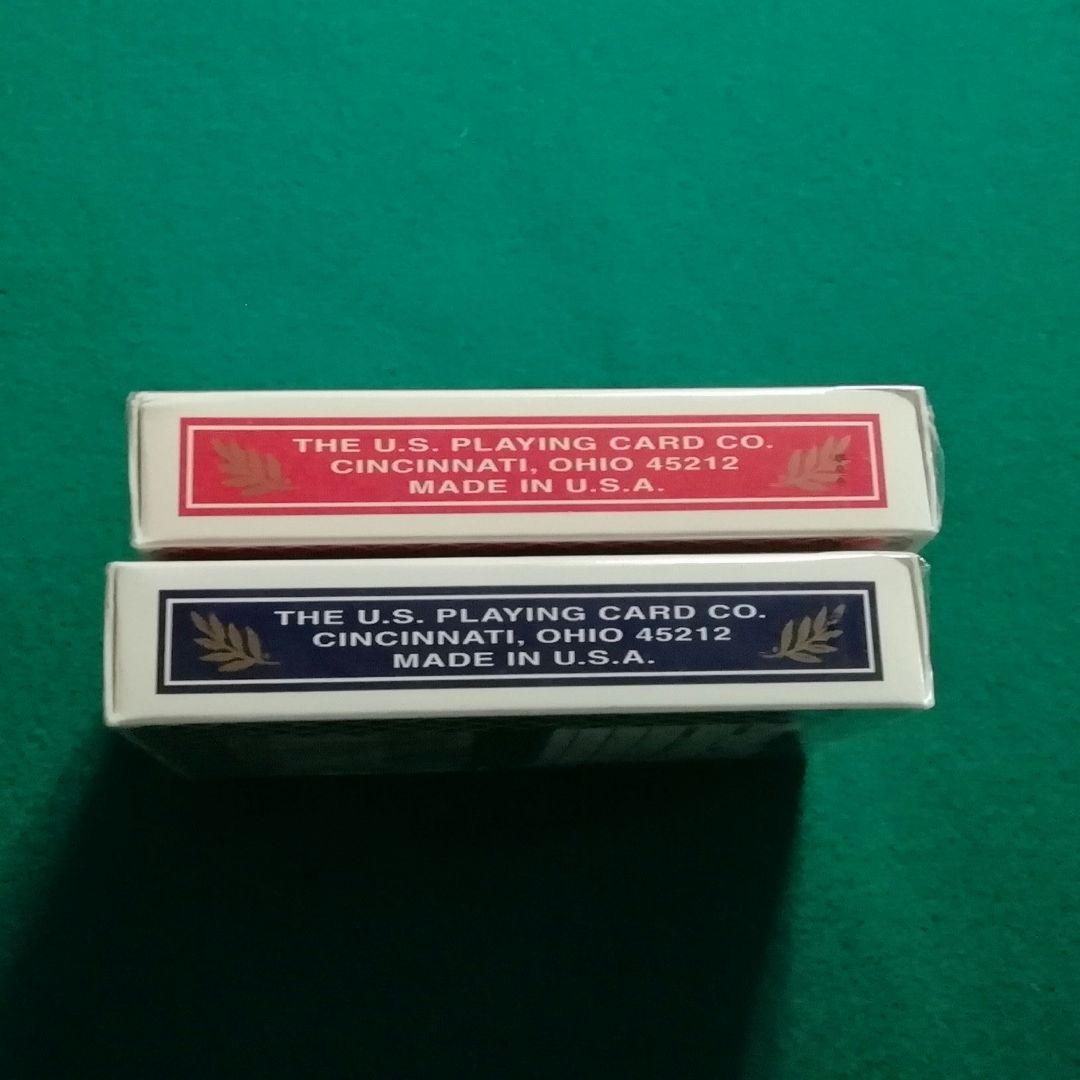 THE U.S. PLAYING CARD CO.
CINCINNATI, OHIO 45212
MADE IN U.S.A.
THE U.S. PLAYING CARD CO.
CINCINNATI, OHIO 45212
MADE IN U.S.A.